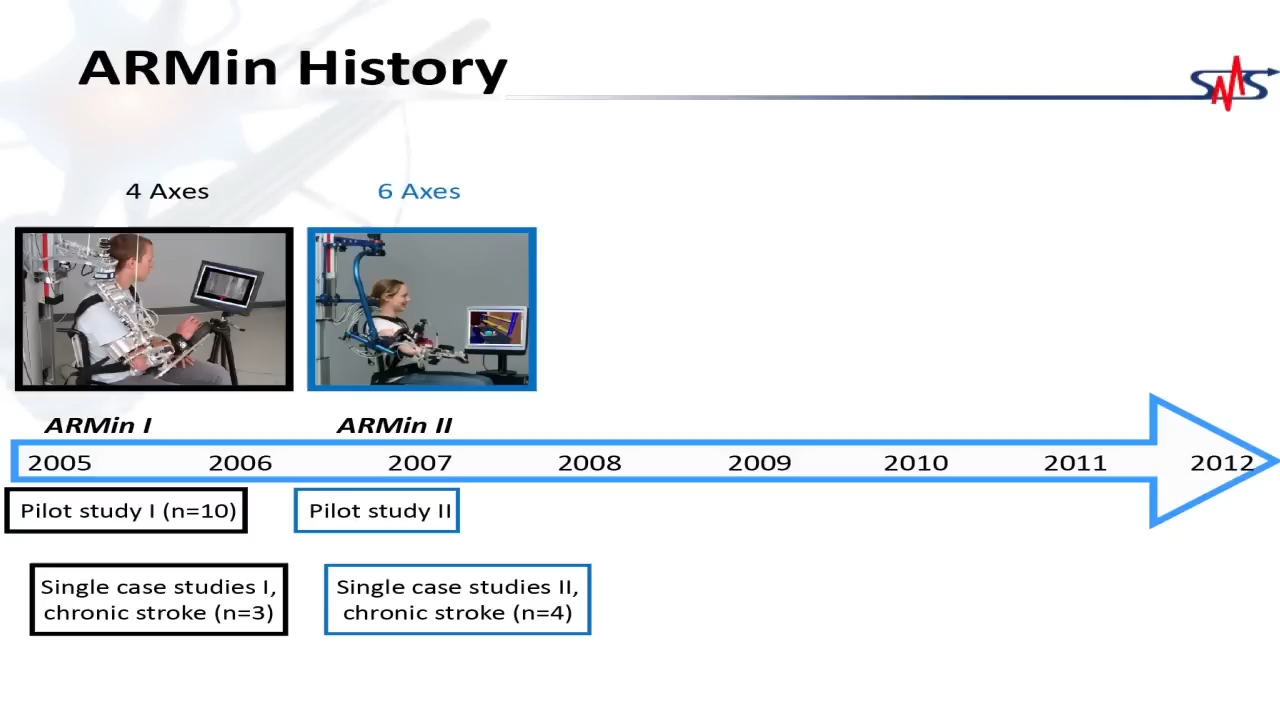 ARMin History
SMS
4 Axes
6 Axes
ARMin I
ARMin II
2005 2006 2007 2008 2009 2010 2011 2012
Pilot study I (n=10)
Pilot study II
Single case studies I,
chronic stroke (n=3)
Single case studies II,
chronic stroke (n=4)